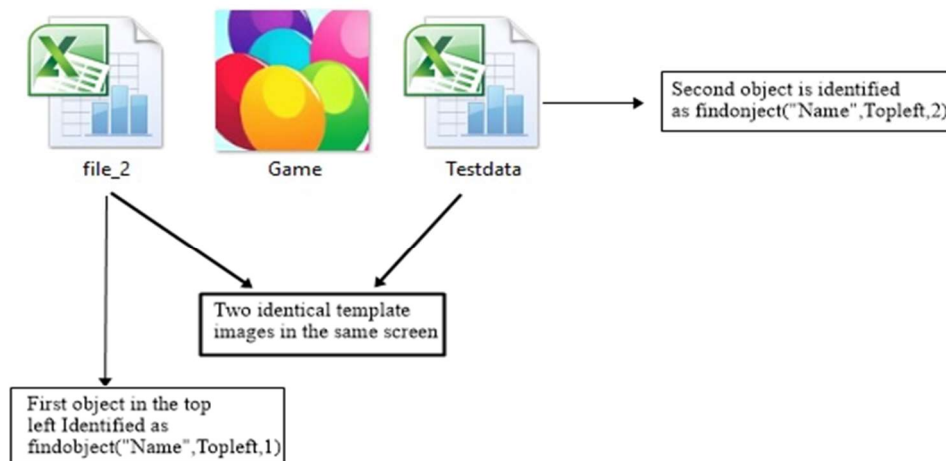 file_2
Game
Testdata
Second object is identified
as findonject("Name",Topleft,2)
Two identical template
images in the same screen
First object in the top
left Identified as
findobject("Name",Topleft,1)